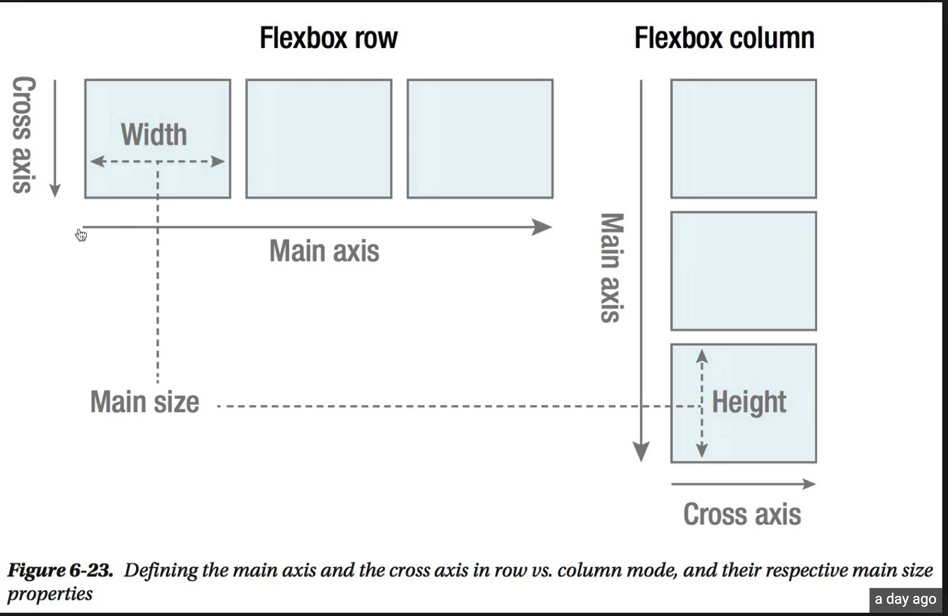 Flexbox row
Flexbox column
Cross axis
Width
Main axis
Main axis
Main size
Height
Cross axis
Figure 6-23. Defining the main axis and the cross axis in row vs. column mode, and their respective main size
properties
a day ago